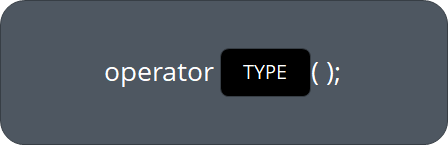 operator TYPE ( );